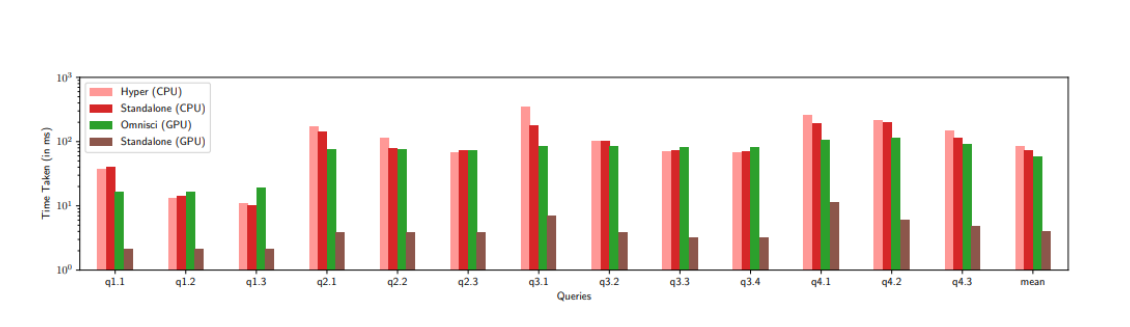 10³
10²
10¹
10⁰
Time Taken (in ms)
Hyper (CPU)
Standalone (CPU)
Omnisci (GPU)
Standalone (GPU)
q1.1 q1.2 q1.3 q2.1 q2.2 q2.3 q3.1 q3.2 q3.3 q3.4 q4.1 q4.2 q4.3 mean
Queries